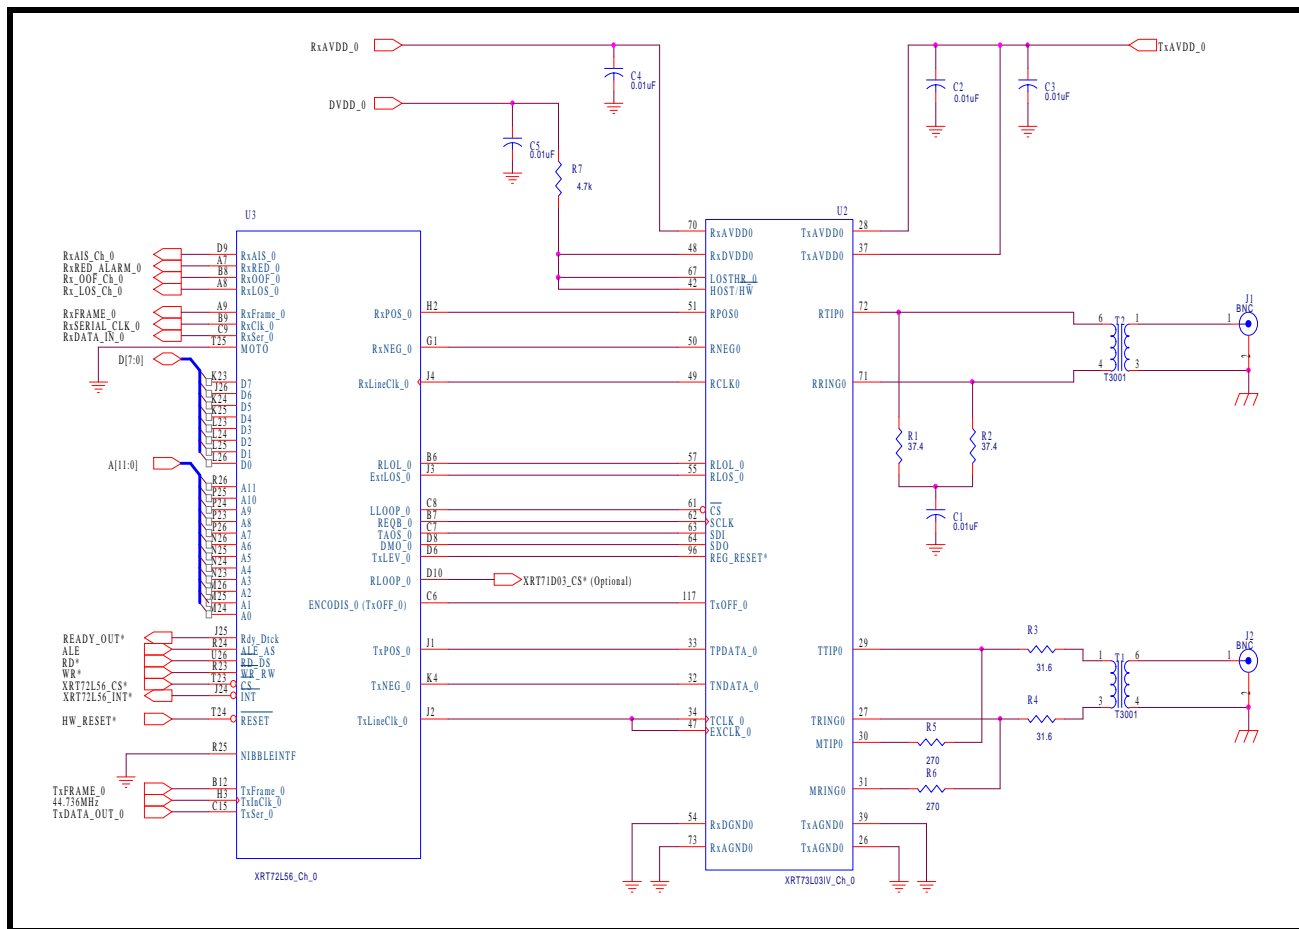 RxAVDD_0
TxAVDD_0
C4
0.01uF
C2
0.01uF
C3
0.01uF
DVDD_0
C5
0.01uF
R7
4.7k
U3
U2
RxAIS_Ch_0
RxRED_ALARM_0
Rx_OOF_Ch_0
Rx_LOS_Ch_0
RxFRAME_0
RxSERIAL_CLK_0
RxDATA_IN_0
D[7:0]
A[11:0]
READY_OUT*
ALE
RD*
WR*
XRT72L56_CS*
XRT72L56_INT*
HW_RESET*
TxFRAME_0
44.736MHz
TxDATA_OUT_0
D9 RxAIS_0
A7 RxRED_0
B8 RxOOF_0
A8 RxLOS_0
A9 RxFrame_0
B9 RxClk_0
C9 RxSer_0
T25 MOTO
K23 D7
J26 D6
K24 D5
K25 D4
L23 D3
L24 D2
L25 D1
L26 D0
R26 A11
P25 A10
P24 A9
P23 A8
P26 A7
N26 A6
N25 A5
N24 A4
N23 A3
M26 A2
M25 A1
M24 A0
J25 Rdy_Dtck
R24 ALE_AS
U26 RD_DS
R23 WR_RW
T23 CS
J24 INT
T24 RESET
R25 NIBBLEINTF
B12 TxFrame_0
H3 TxInClk_0
C15 TxSer_0
RxPOS_0 H2
RxNEG_0 G1
RxLineClk_0 J4
RLOL_0 B6
ExtLOS_0 J3
LLOOP_0 C8
REQB_0 B7
TAOS_0 C7
DMO_0 D8
TxLEV_0 D6
RLOOP_0 D10
XRT71D03_CS* (Optional)
ENCODIS_0 (TxOFF_0) C6
TxPOS_0 J1
TxNEG_0 K4
TxLineClk_0 J2
XRT72L56_Ch_0
70 RxAVDD0
48 RxDVDD0
67 LOSTHR_0
42 HOST/HW
51 RPOS0
50 RNEG0
49 RCLK0
57 RLOL_0
55 RLOS_0
61 CS
62 SCLK
63 SDI
64 SDO
96 REG_RESET*
117 TxOFF_0
33 TPDATA_0
32 TNDATA_0
34 TCLK_0
47 EXCLK_0
54 RxDGND0
73 RxAGND0
TxAVDD0 28
TxAVDD0 37
RTIP0 72
RRING0 71
TTIP0 29
TRING0 27
MTIP0 30
MRING0 31
TxAGND0 39
TxAGND0 26
XRT73L03IV_Ch_0
R1
37.4
R2
37.4
C1
0.01uF
T2
6 1
4 3
T3001
J1
BNC
1
2
R3
31.6
R4
31.6
R5
270
R6
270
T1
1 6
3 4
T3001
J2
BNC
1
2